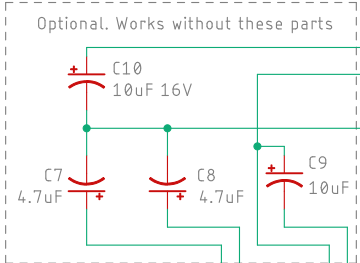 Optional. Works without these parts
C10
10uF 16V
C7
4.7uF
C8
4.7uF
C9
10uF